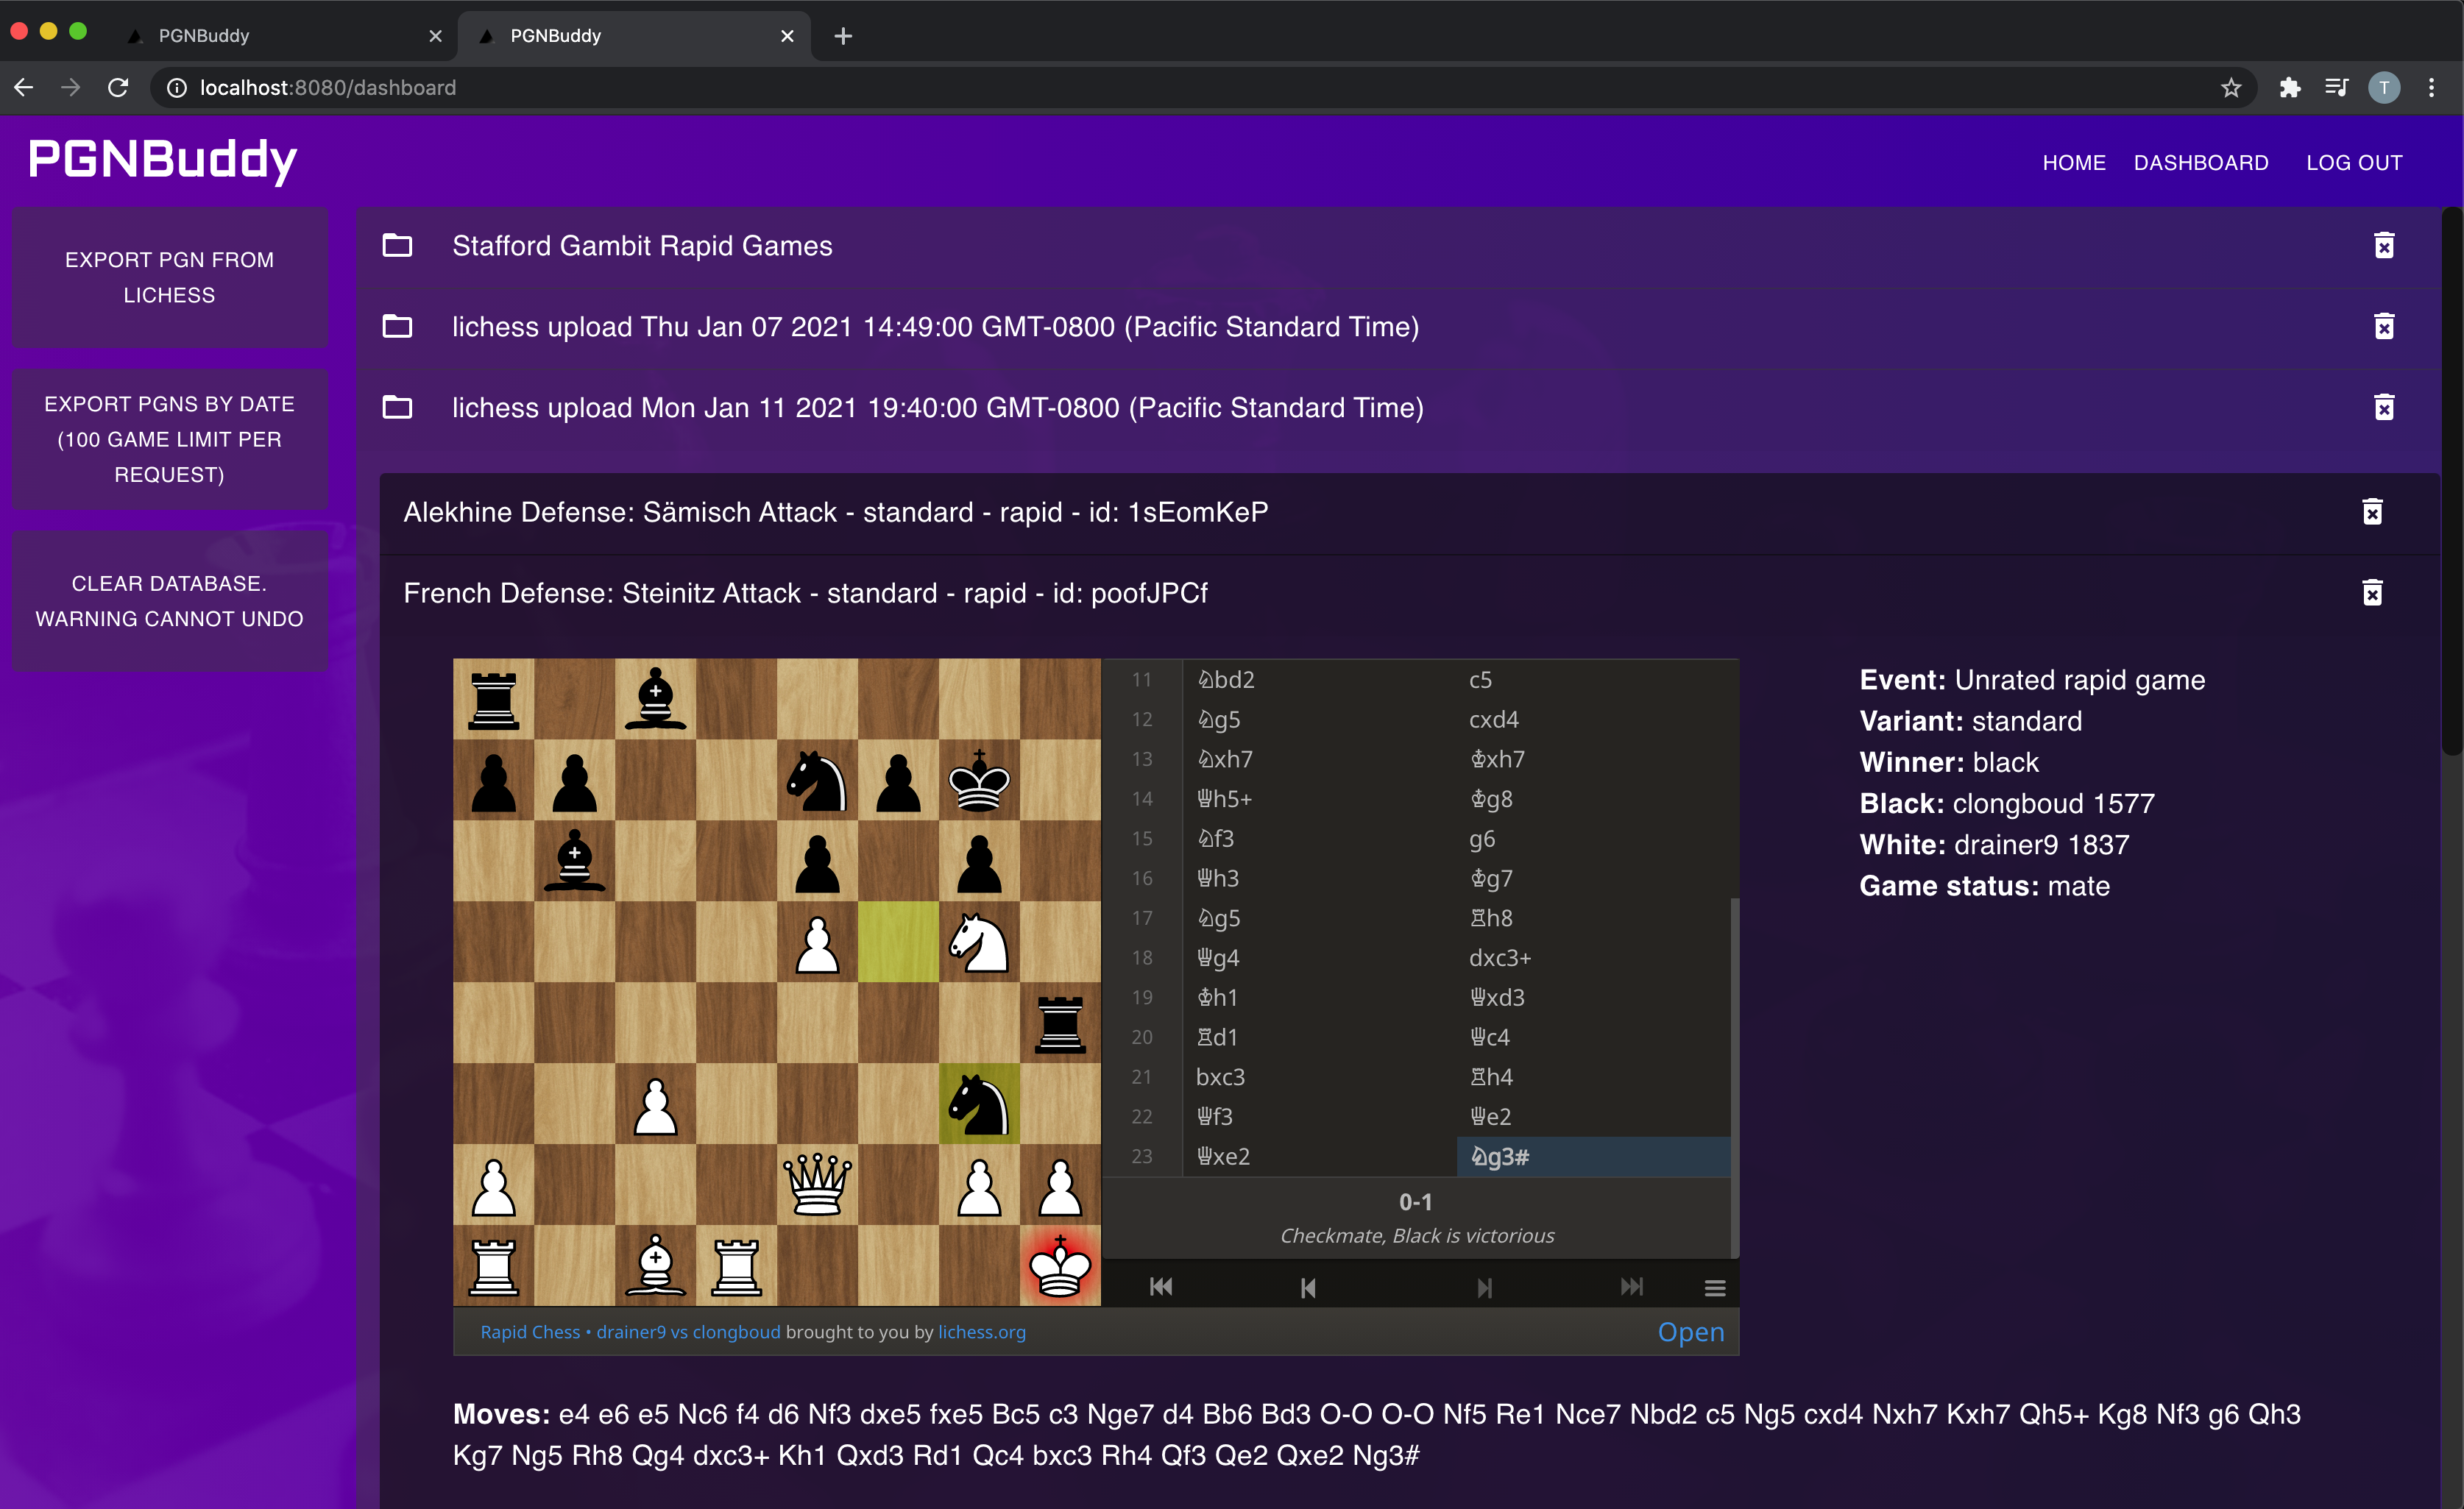 PGNBuddy
PGNBuddy
localhost:8080/dashboard
T
PGNBuddy
HOME DASHBOARD LOG OUT
EXPORT PGN FROM
LICHESS
EXPORT PGNS BY DATE
(100 GAME LIMIT PER
REQUEST)
CLEAR DATABASE.
WARNING CANNOT UNDO
Stafford Gambit Rapid Games
lichess upload Thu Jan 07 2021 14:49:00 GMT-0800 (Pacific Standard Time)
lichess upload Mon Jan 11 2021 19:40:00 GMT-0800 (Pacific Standard Time)
Alekhine Defense: Sämisch Attack - standard - rapid - id: 1sEomKeP
French Defense: Steinitz Attack - standard - rapid - id: poofJPCf
11 ♘bd2 c5
12 ♘g5 cxd4
13 ♘xh7 ♔xh7
14 ♕h5+ ♔g8
15 ♘f3 g6
16 ♕h3 ♔g7
17 ♘g5 ♖h8
18 ♕g4 dxc3+
19 ♔h1 ♕xd3
20 ♖d1 ♕c4
21 bxc3 ♖h4
22 ♕f3 ♕e2
23 ♕xe2 ♘g3#
0-1
Checkmate, Black is victorious
Rapid Chess • drainer9 vs clongboud brought to you by lichess.org
Open
Event: Unrated rapid game
Variant: standard
Winner: black
Black: clongboud 1577
White: drainer9 1837
Game status: mate
Moves: e4 e6 e5 Nc6 f4 d6 Nf3 dxe5 fxe5 Bc5 c3 Nge7 d4 Bb6 Bd3 O-O O-O Nf5 Re1 Nce7 Nbd2 c5 Ng5 cxd4 Nxh7 Kxh7 Qh5+ Kg8 Nf3 g6 Qh3
Kg7 Ng5 Rh8 Qg4 dxc3+ Kh1 Qxd3 Rd1 Qc4 bxc3 Rh4 Qf3 Qe2 Qxe2 Ng3#